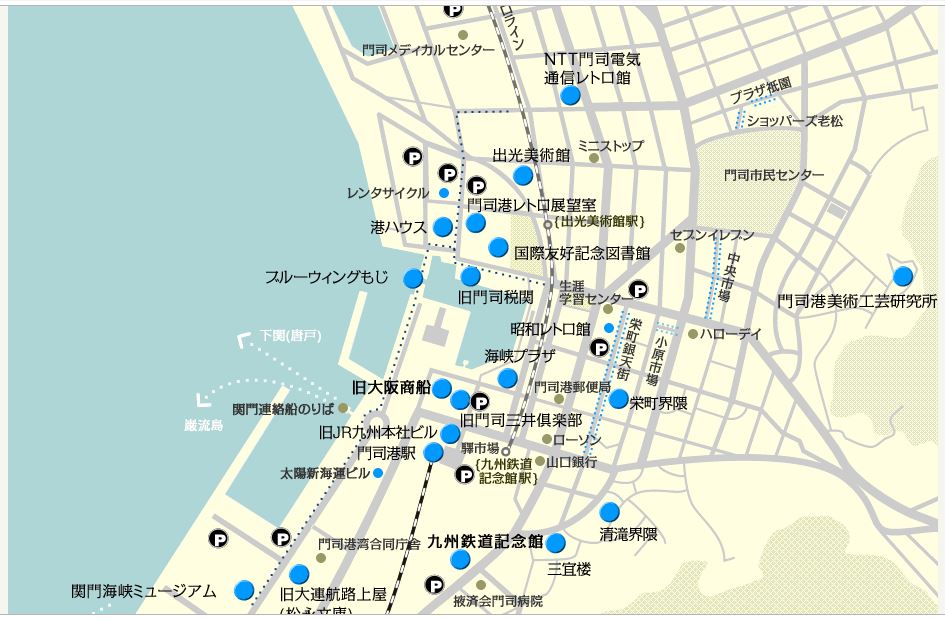 P
ロライン
門司メディカルセンター
NTT門司電気
通信レトロ館
プラザ祇園
ショッパーズ老松
ミニストップ
出光美術館
P
P
P
門司市民センター
レンタサイクル
門司港レトロ展望室
{出光美術館駅}
港ハウス
セブンイレブン
国際友好記念図書館
中央市場
ブルーウィングもじ
旧門司税関
生涯
学習センター
P
門司港美術工芸研究所
昭和レトロ館
栄町銀天街
小原市場
ハローデイ
下関(唐戸)
P
海峡プラザ
旧大阪商船
門司港郵便局
P
栄町界隈
関門連絡船のりば
巌流島
旧門司三井倶楽部
旧JR九州本社ビル
ローソン
門司港駅
驛市場
{九州鉄道
記念館駅}
山口銀行
太陽新海運ビル
P
清滝界隈
P
P
門司港湾合同庁舎
九州鉄道記念館
三宜楼
関門海峡ミュージアム
旧大連航路上屋
(松永文庫)
P
掖済会門司病院